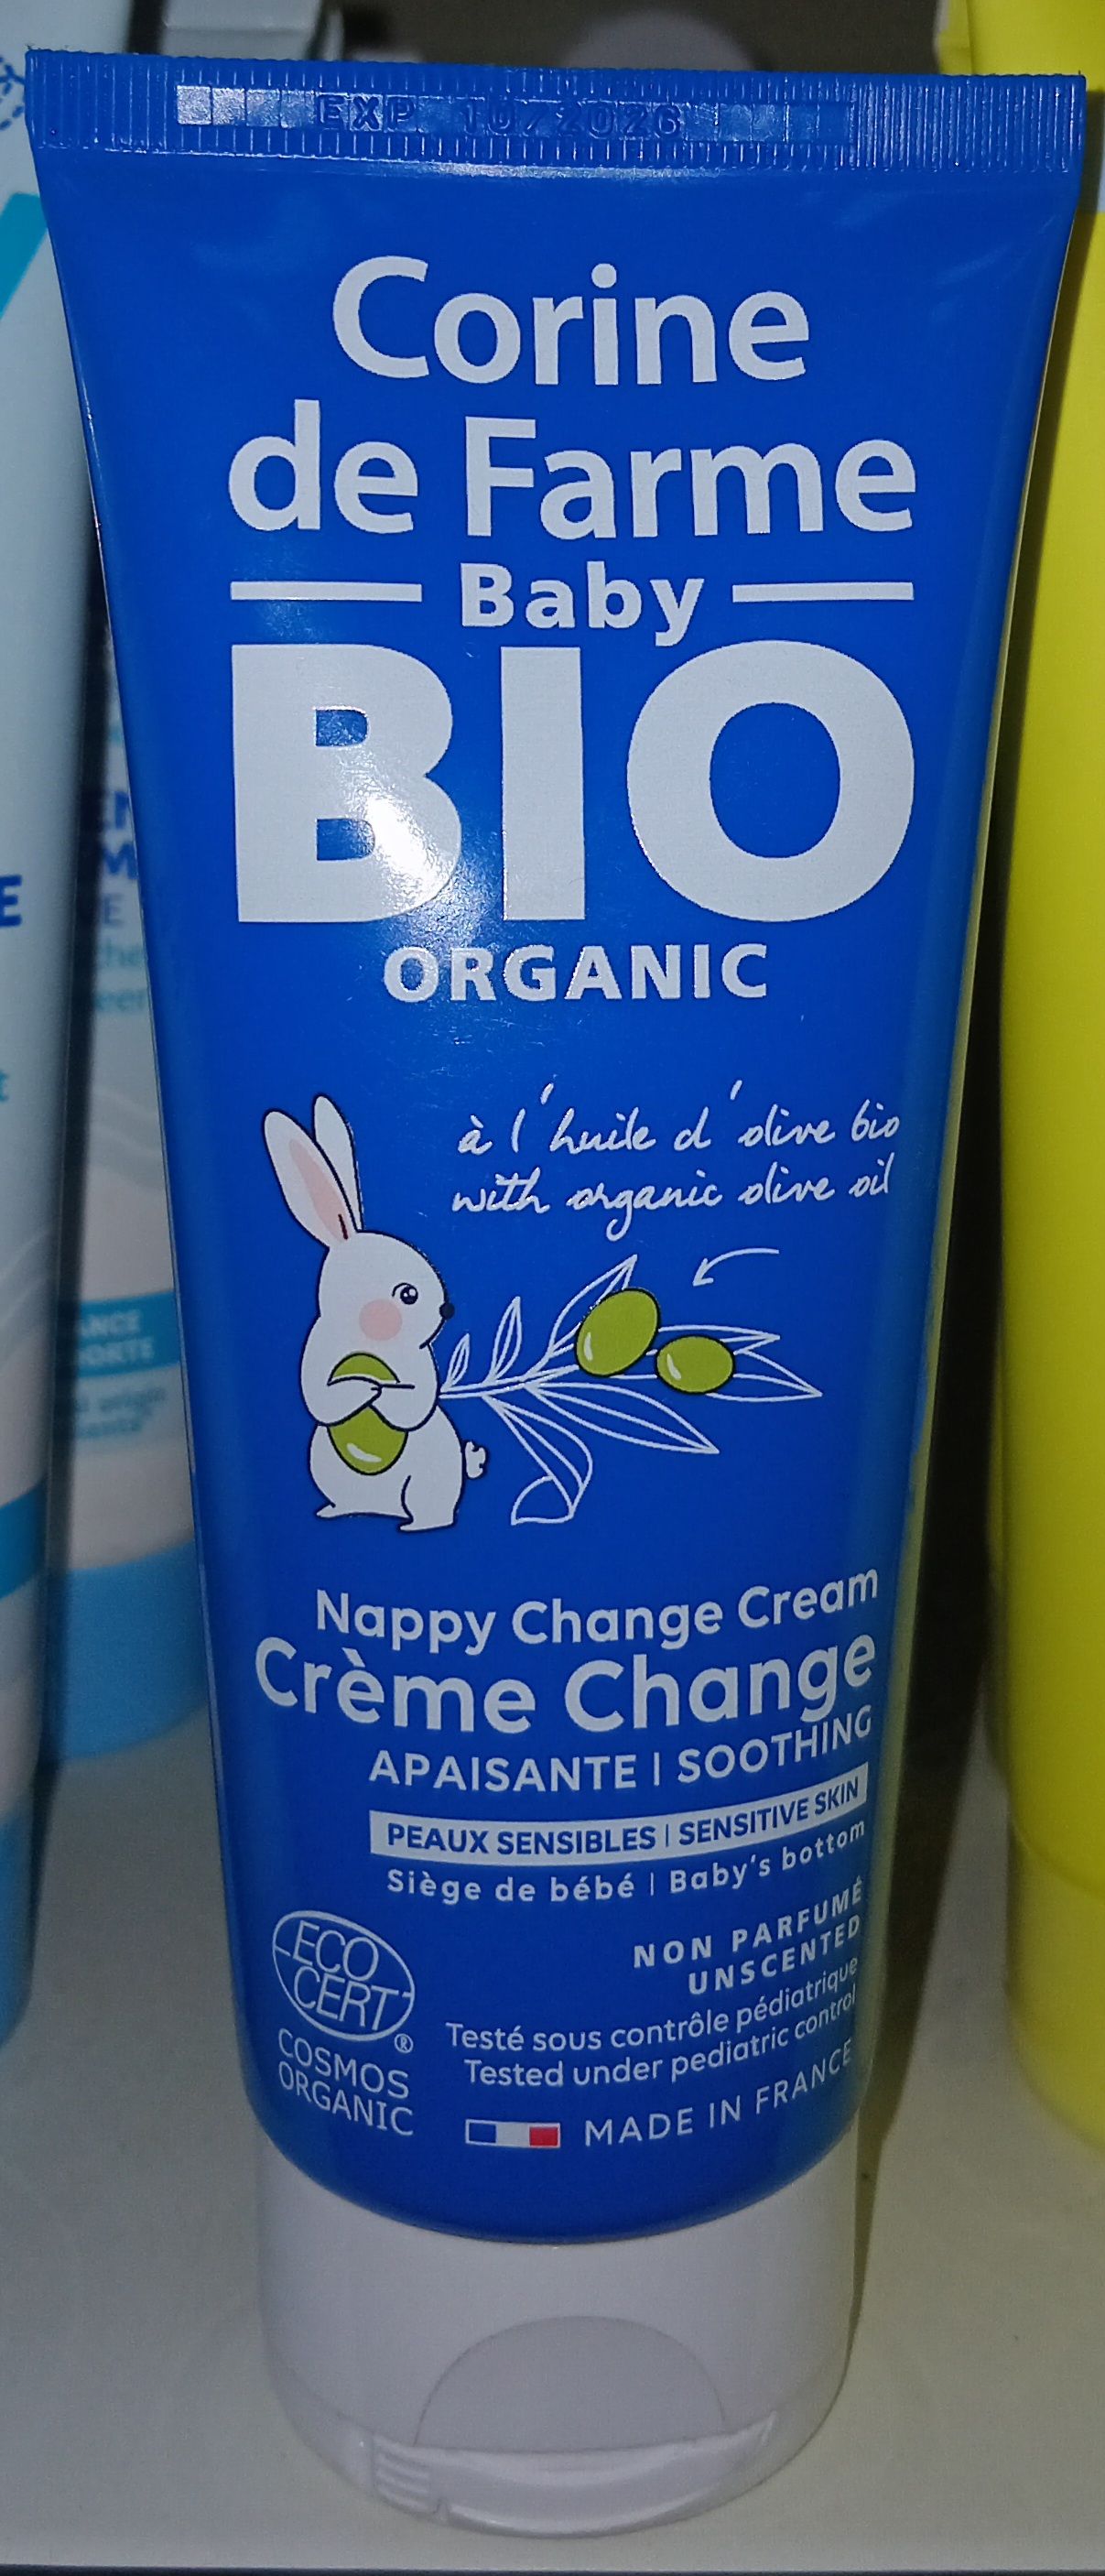 EXP 10/2026
Corine
de Farme
Baby
BIO
ORGANIC
à l'huile d'olive bio
with organic olive oil
Nappy Change Cream
Crème Change
APAISANTE | SOOTHING
PEAUX SENSIBLES | SENSITIVE SKIN
Siège de bébé | Baby's bottom
NON PARFUMÉ
UNSCENTED
Testé sous contrôle pédiatrique
Tested under pediatric control
MADE IN FRANCE
ECO
CERT®
COSMOS
ORGANIC